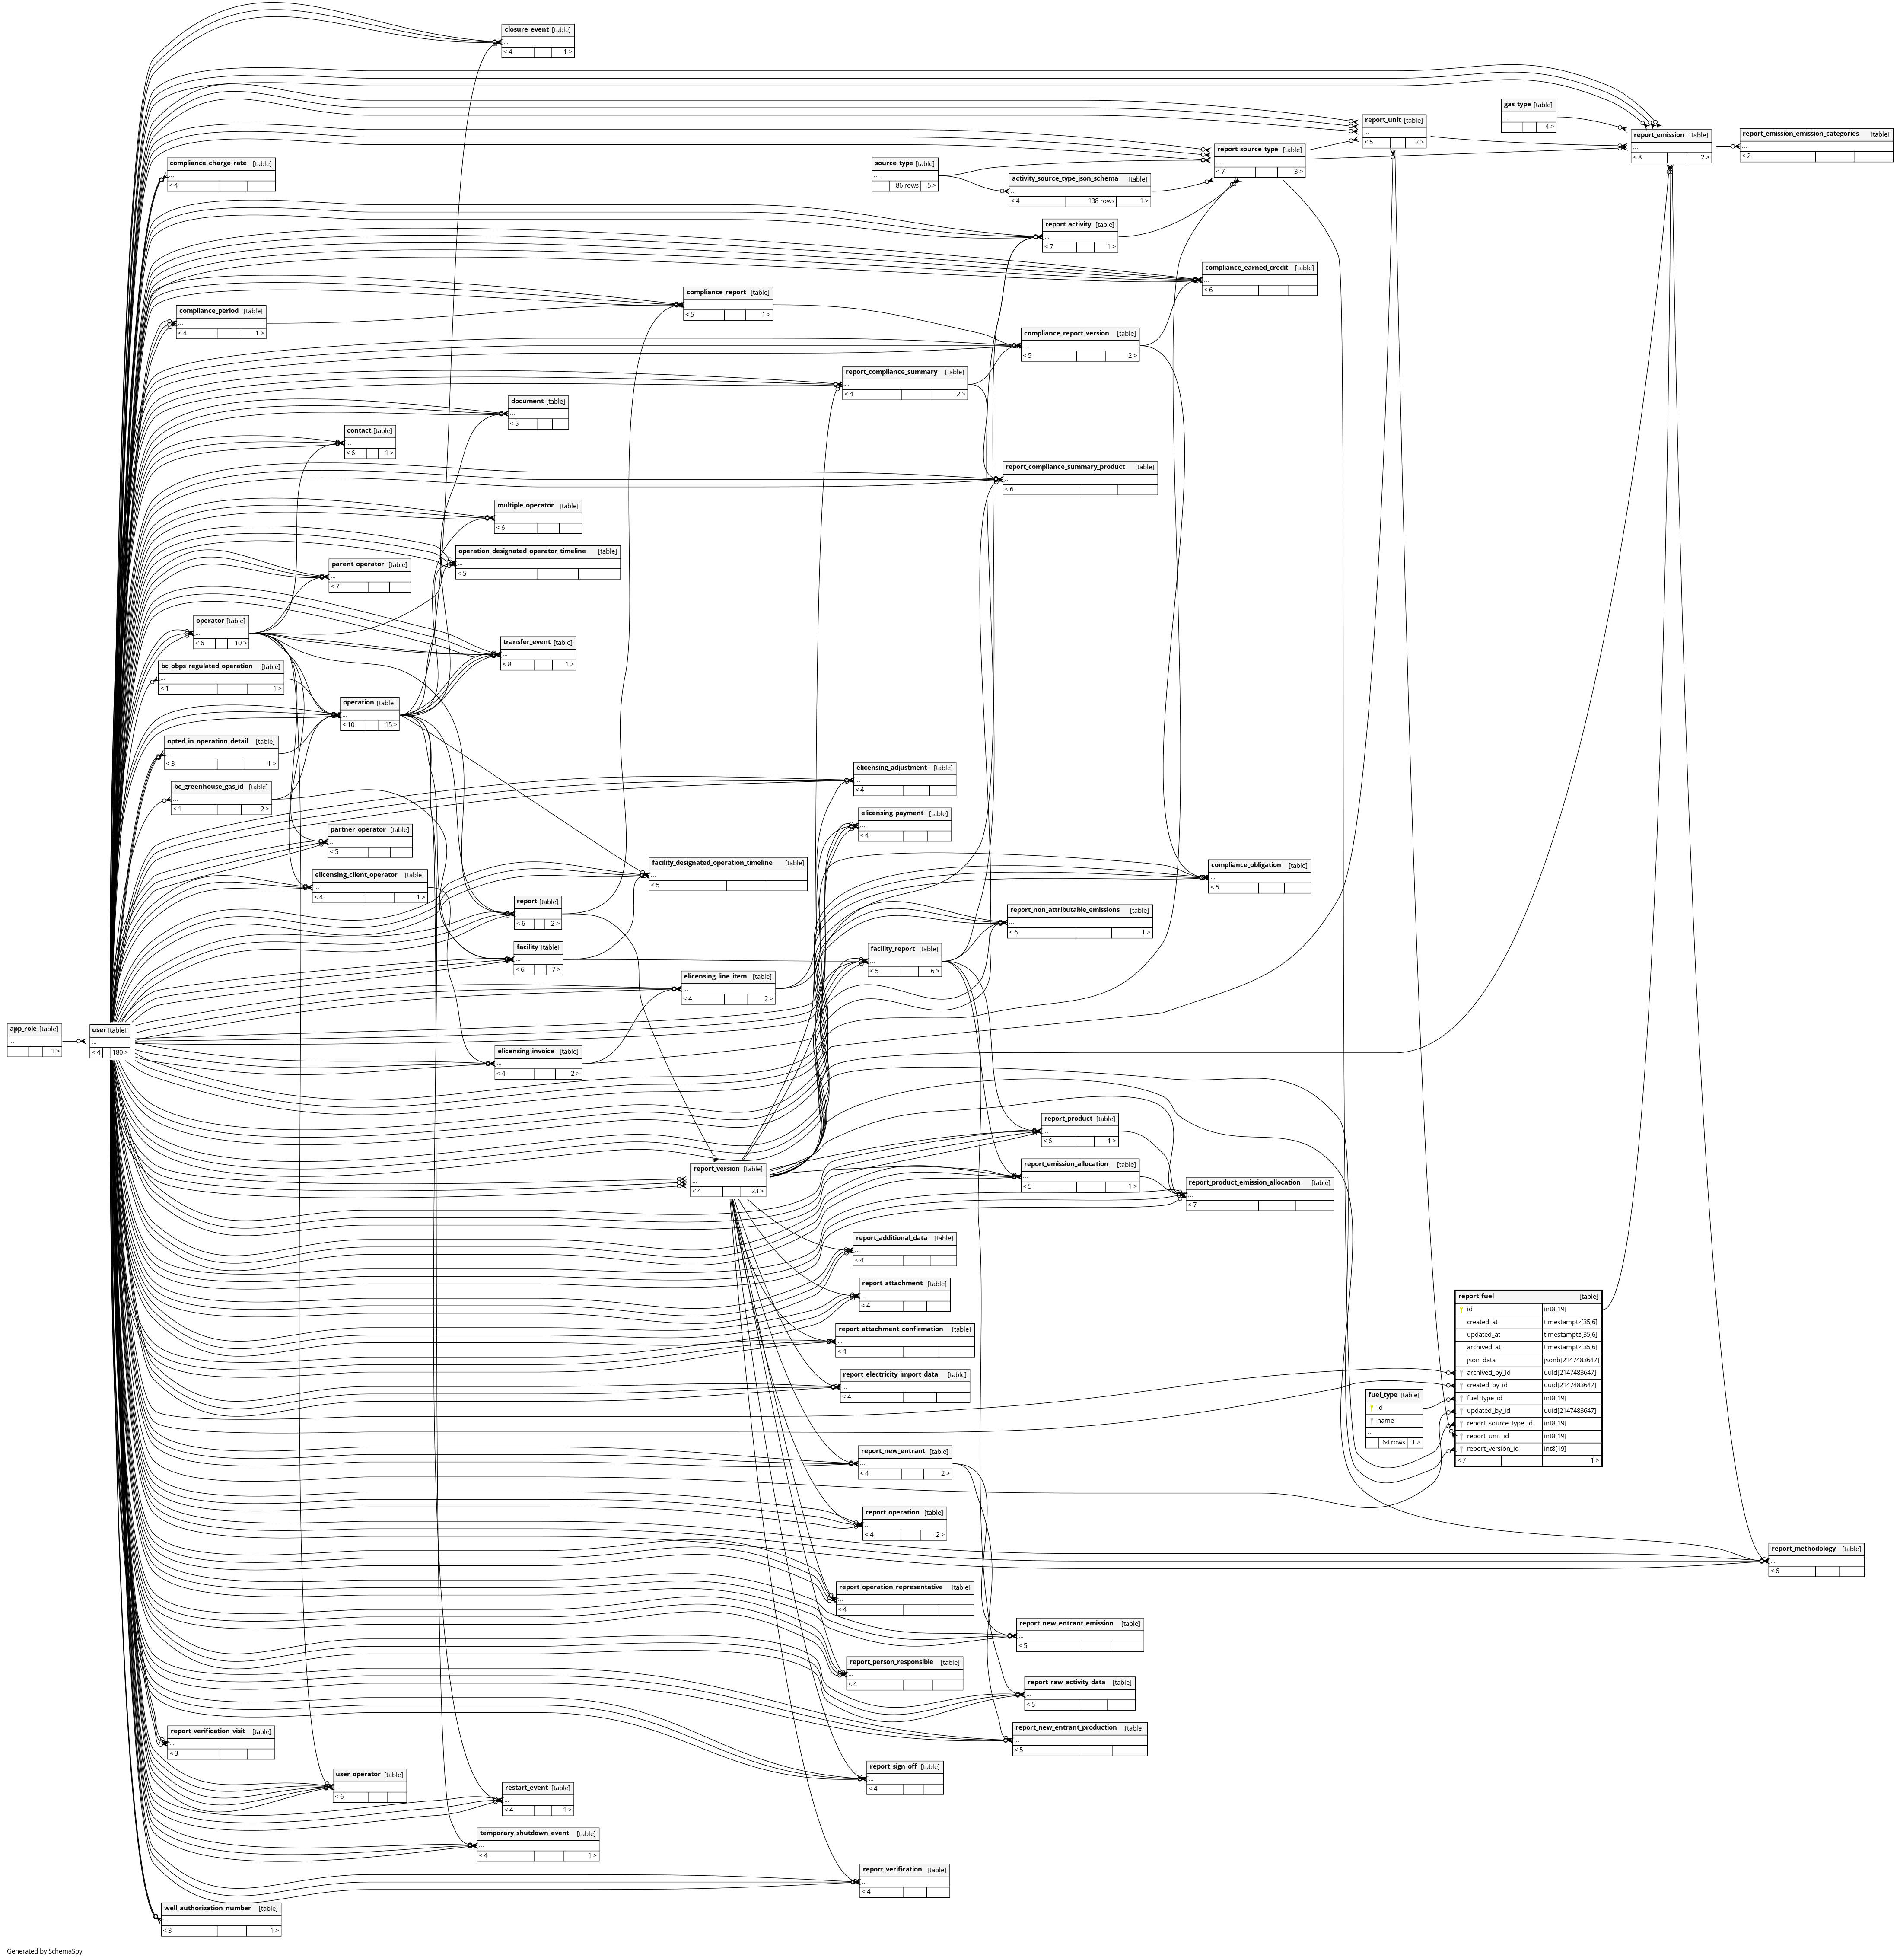 closure_event [table]
...
< 4 1 >
gas_type [table]
...
4 >
report_unit [table]
...
< 5 2 >
report_emission [table]
...
< 8 2 >
report_emission_emission_categories [table]
...
< 2
report_source_type [table]
...
< 7 3 >
compliance_charge_rate [table]
...
< 4
source_type [table]
...
86 rows 5 >
activity_source_type_json_schema [table]
...
< 4 138 rows 1 >
report_activity [table]
...
< 7 1 >
compliance_earned_credit [table]
...
< 6
compliance_report [table]
...
< 5 1 >
compliance_period [table]
...
< 4 1 >
compliance_report_version [table]
...
< 5 2 >
report_compliance_summary [table]
...
< 4 2 >
document [table]
...
< 5
contact [table]
...
< 6 1 >
report_compliance_summary_product [table]
...
< 6
multiple_operator [table]
...
< 6
operation_designated_operator_timeline [table]
...
< 5
parent_operator [table]
...
< 7
operator [table]
...
< 6 10 >
transfer_event [table]
...
< 8 1 >
bc_obps_regulated_operation [table]
...
< 1 1 >
operation [table]
...
< 10 15 >
opted_in_operation_detail [table]
...
< 3 1 >
elicensing_adjustment [table]
...
< 4
bc_greenhouse_gas_id [table]
...
< 1 2 >
elicensing_payment [table]
...
< 4
partner_operator [table]
...
< 5
facility_designated_operation_timeline [table]
...
< 5
compliance_obligation [table]
...
< 5
elicensing_client_operator [table]
...
< 4 1 >
report [table]
...
< 6 2 >
report_non_attributable_emissions [table]
...
< 6 1 >
facility [table]
...
< 6 7 >
facility_report [table]
...
< 5 6 >
elicensing_line_item [table]
...
< 4 2 >
app_role [table]
...
1 >
user [table]
...
< 4 180 >
elicensing_invoice [table]
...
< 4 2 >
report_product [table]
...
< 6 1 >
report_version [table]
...
< 4 23 >
report_emission_allocation [table]
...
< 5 1 >
report_product_emission_allocation [table]
...
< 7
report_additional_data [table]
...
< 4
report_attachment [table]
...
< 4
report_fuel [table]
id int8[19]
created_at timestamptz[35,6]
updated_at timestamptz[35,6]
archived_at timestamptz[35,6]
json_data jsonb[2147483647]
archived_by_id uuid[2147483647]
created_by_id uuid[2147483647]
fuel_type_id int8[19]
updated_by_id uuid[2147483647]
report_source_type_id int8[19]
report_unit_id int8[19]
report_version_id int8[19]
< 7 1 >
report_attachment_confirmation [table]
...
< 4
report_electricity_import_data [table]
...
< 4
fuel_type [table]
id
name
...
64 rows 1 >
report_new_entrant [table]
...
< 4 2 >
report_operation [table]
...
< 4 2 >
report_methodology [table]
...
< 6
report_operation_representative [table]
...
< 4
report_new_entrant_emission [table]
...
< 5
report_person_responsible [table]
...
< 4
report_raw_activity_data [table]
...
< 5
report_new_entrant_production [table]
...
< 5
report_verification_visit [table]
...
< 3
report_sign_off [table]
...
< 4
user_operator [table]
...
< 6
restart_event [table]
...
< 4 1 >
temporary_shutdown_event [table]
...
< 4 1 >
report_verification [table]
...
< 4
well_authorization_number [table]
...
< 3 1 >
Generated by SchemaSpy